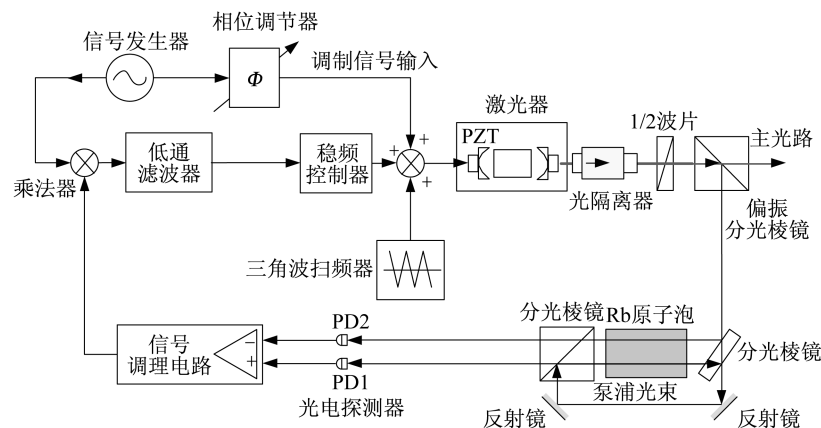 相位调节器
信号发生器
Φ
调制信号输入
激光器
1/2波片
PZT
主光路
低通
滤波器
稳频
控制器
+
+
+
乘法器
光隔离器
偏振
分光棱镜
三角波扫频器
分光棱镜
Rb原子泡
PD2
信号
调理电路
−
+
分光棱镜
PD1
泵浦光束
光电探测器
反射镜
反射镜